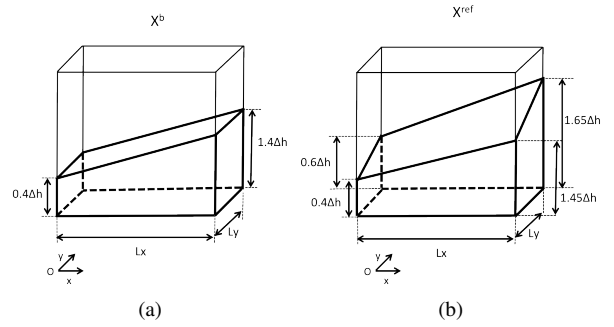 X^b
X^ref
1.4Δh
0.4Δh
Lx
Ly
y
O
x
1.65Δh
0.6Δh
0.4Δh
1.45Δh
Ly
Lx
y
O
x
(a)
(b)